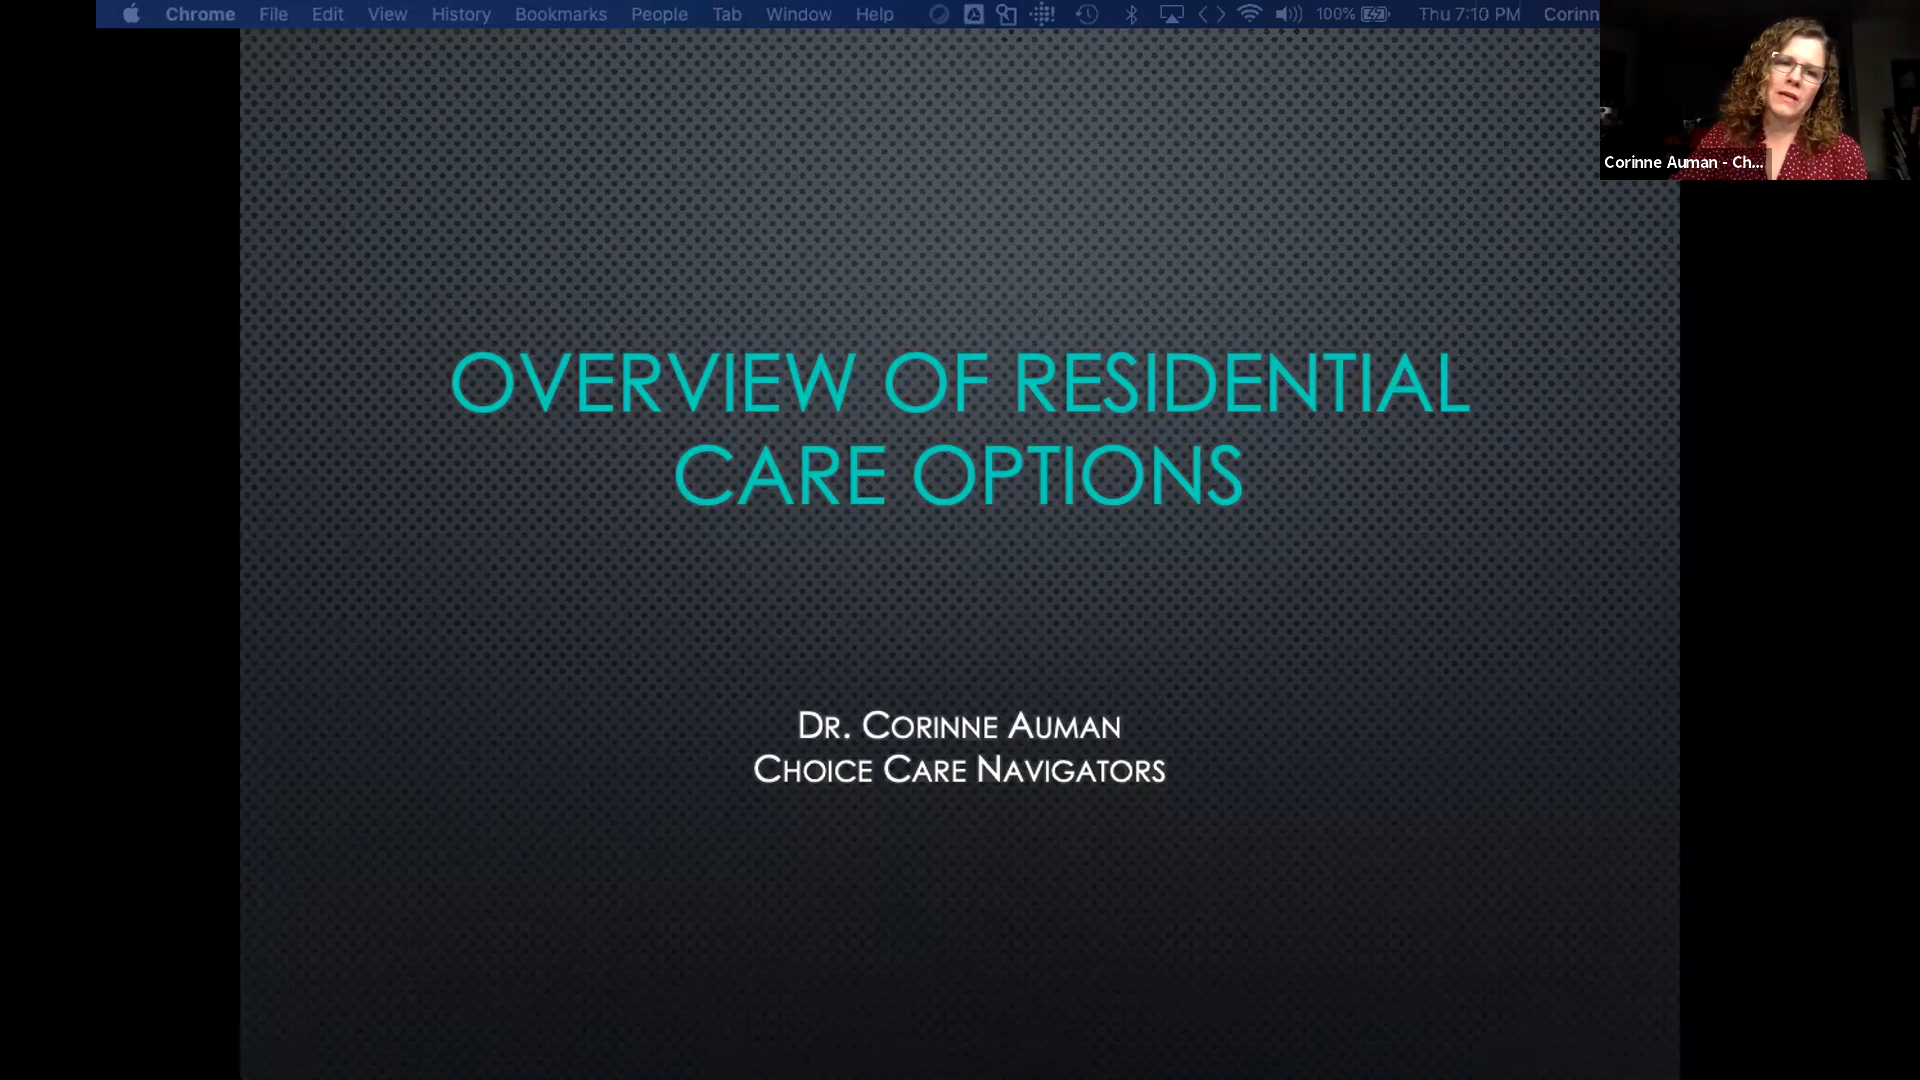 Chrome File Edit View History Bookmarks People Tab Window Help 100% Thu 7:10 PM Corinn
Corinne Auman - Ch...
OVERVIEW OF RESIDENTIAL
CARE OPTIONS
DR. CORINNE AUMAN
CHOICE CARE NAVIGATORS